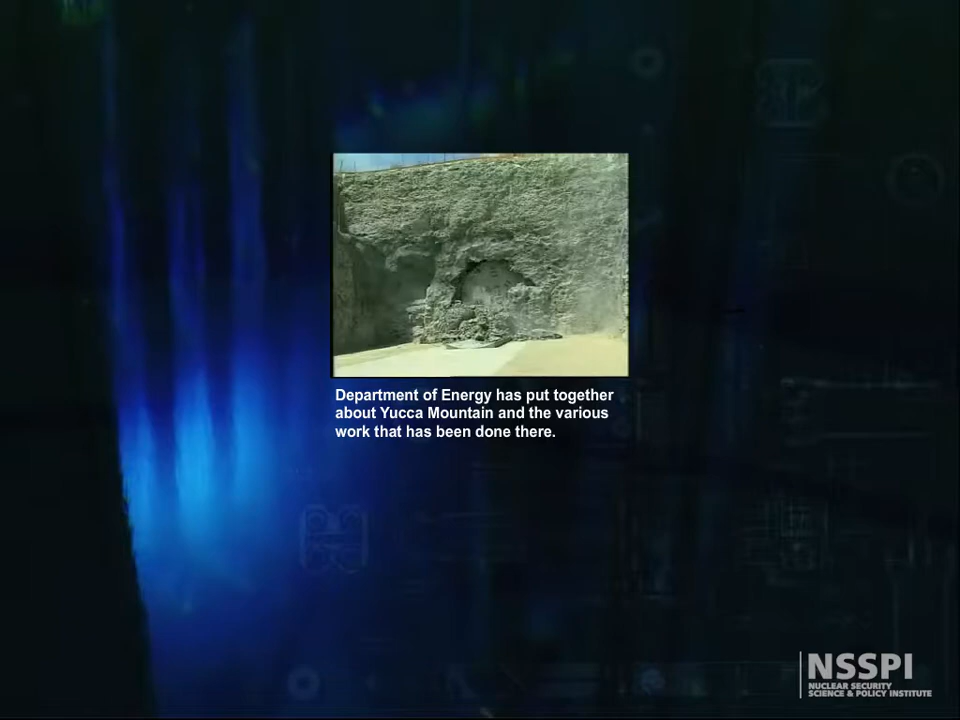 Department of Energy has put together
about Yucca Mountain and the various
work that has been done there.
NSSPI
NUCLEAR SECURITY
SCIENCE & POLICY INSTITUTE